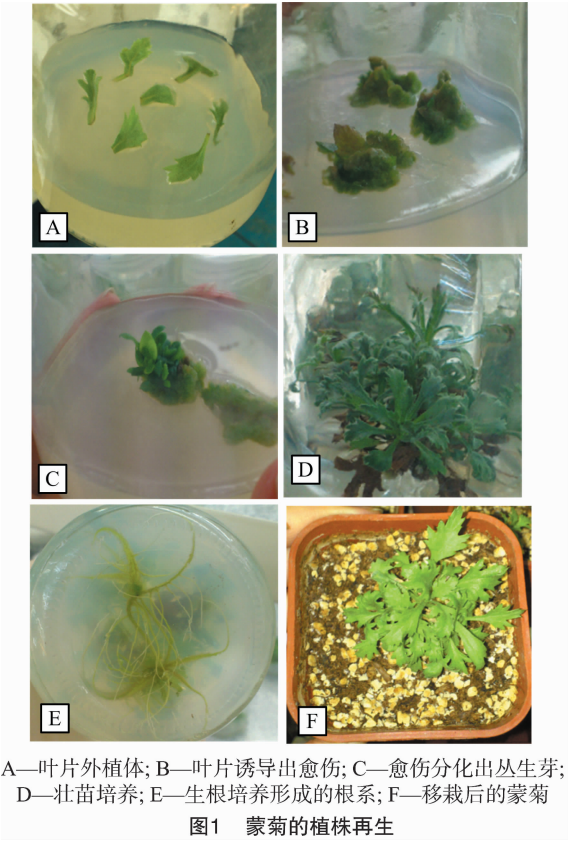 A
B
C
D
E
F
A—叶片外植体; B—叶片诱导出愈伤; C—愈伤分化出丛生芽;
D—壮苗培养; E—生根培养形成的根系; F—移栽后的蒙菊
图1 蒙菊的植株再生